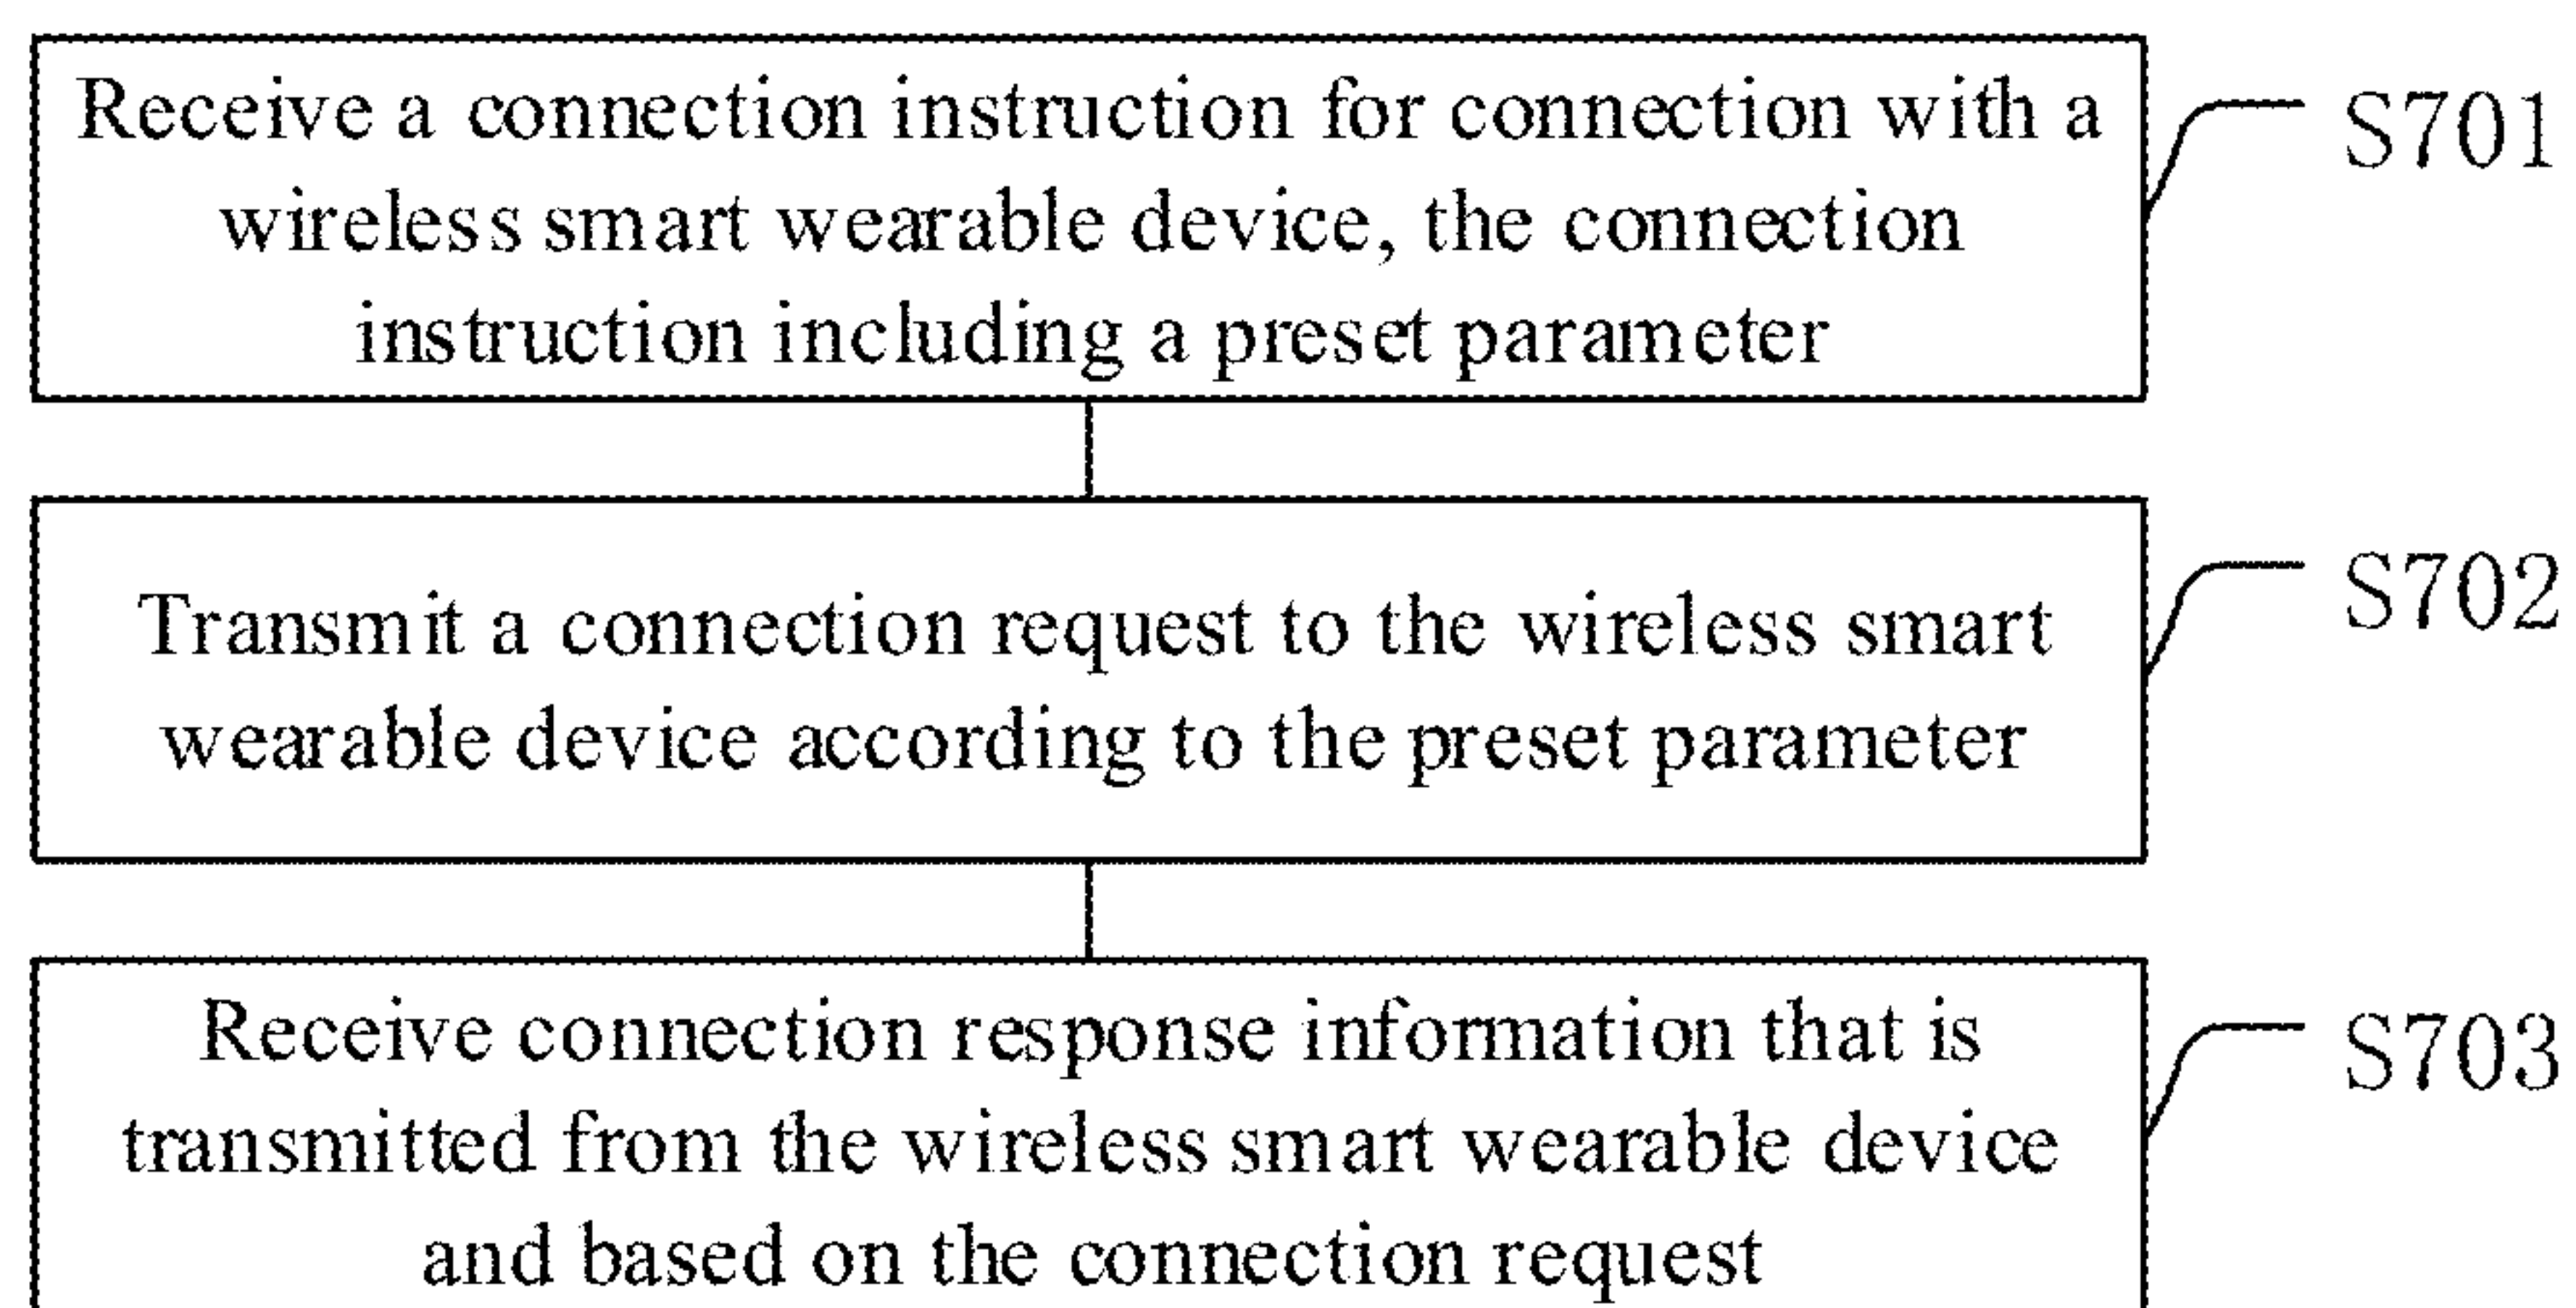 Receive a connection instruction for connection with a
wireless smart wearable device, the connection
instruction including a preset parameter
S701
Transmit a connection request to the wireless smart
wearable device according to the preset parameter
S702
Receive connection response information that is
transmitted from the wireless smart wearable device
and based on the connection request
S703